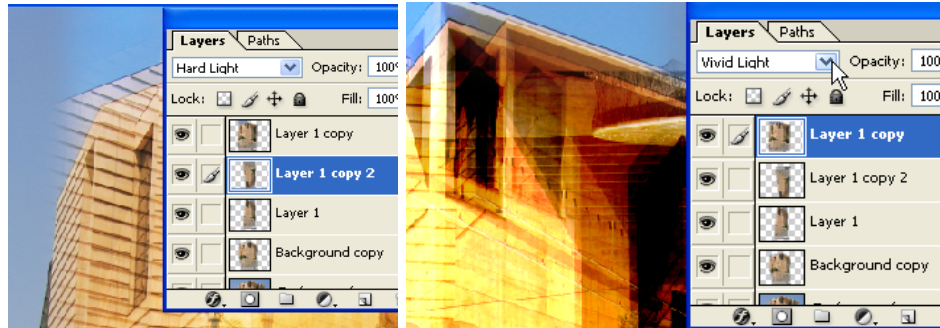 Layers Paths
Hard Light Opacity: 100%
Lock: Fill: 100%
Layer 1 copy
Layer 1 copy 2
Layer 1
Background copy
Layers Paths
Vivid Light Opacity: 100
Lock: Fill: 100
Layer 1 copy
Layer 1 copy 2
Layer 1
Background copy